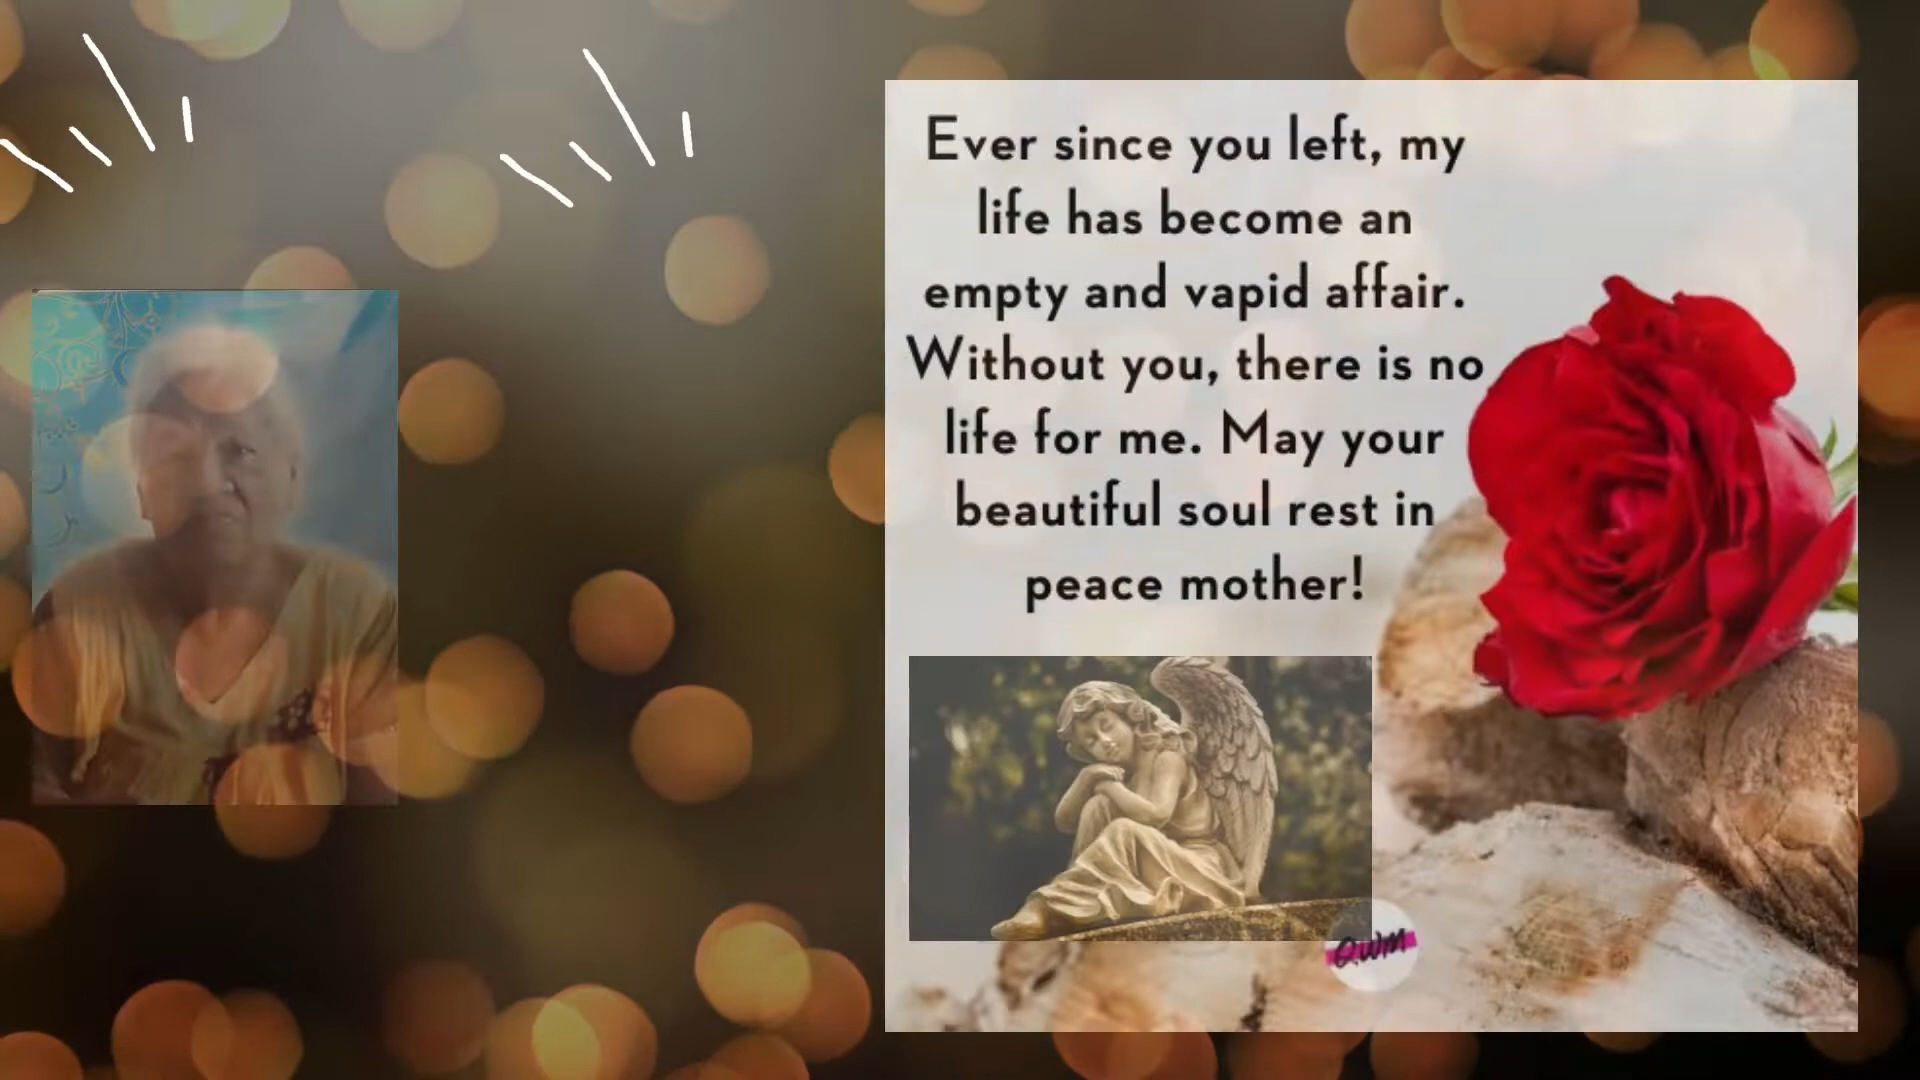 Ever since you left, my
life has become an
empty and vapid affair.
Without you, there is no
life for me. May your
beautiful soul rest in
peace mother!
QWM